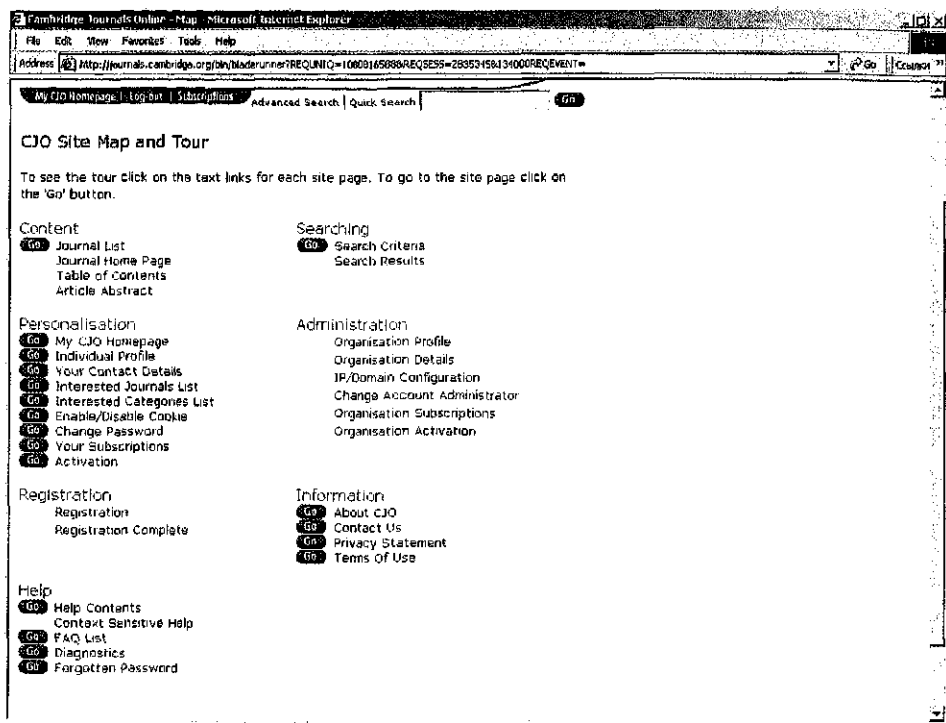 Cambridge Journals Online - Map - Microsoft Internet Explorer
File Edit View Favorites Tools Help
Address http://journals.cambridge.org/bin/bladerunner?
Go
My CJO Homepage | Log-out | Subscriptions
Advanced Search | Quick Search Go
CJO Site Map and Tour
To see the tour click on the text links for each site page. To go to the site page click on
the 'Go' button.
Content
Go Journal List
Journal Home Page
Table of Contents
Article Abstract
Searching
Go Search Criteria
Search Results
Personalisation
Go My CJO Homepage
Go Individual Profile
Go Your Contact Details
Go Interested Journals List
Go Interested Categories List
Go Enable/Disable Cookie
Go Change Password
Go Your Subscriptions
Go Activation
Administration
Organisation Profile
Organisation Details
IP/Domain Configuration
Change Account Administrator
Organisation Subscriptions
Organisation Activation
Registration
Registration
Registration Complete
Information
Go About CJO
Go Contact Us
Go Privacy Statement
Go Terms Of Use
Help
Go Help Contents
Context Sensitive Help
Go FAQ List
Go Diagnostics
Go Forgotten Password